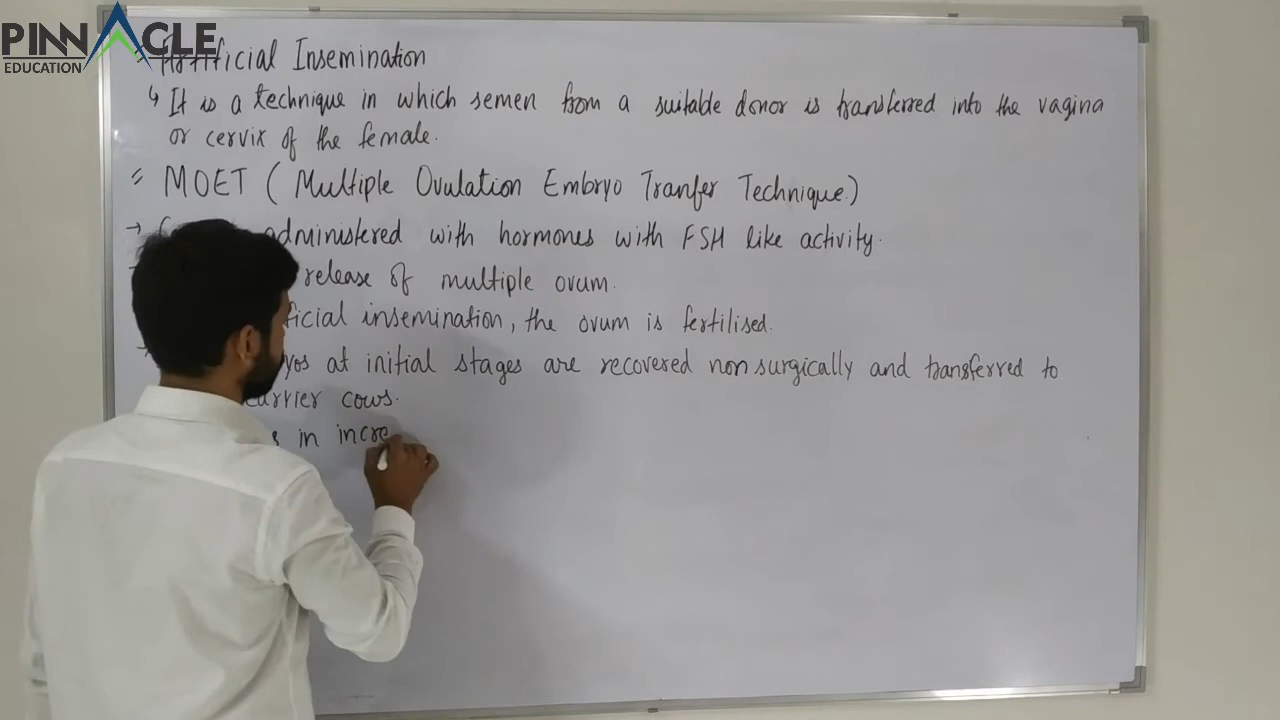 PINNACLE
EDUCATION
Artificial Insemination
↳ It is a technique in which semen from a suitable donor is transferred into the vagina
or cervix of the female.
MOET ( Multiple Ovulation Embryo Tranfer Technique.)
→ administered with hormones with FSH like activity.
release of multiple ovum.
ficial insemination, the ovum is fertilised.
yos at initial stages are recovered non surgically and transferred to
carrier cows.
s in incre